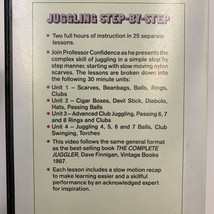 JUGGLING STEP-BY-STEP
• Two full hours of instruction in 25 separate
lessons.
• Join Professor Confidence as he presents the
complex skill of juggling in a simple step by
step manner, starting with slow moving nylon
scarves. The lessons are broken down into
the following 30 minute units:
• Unit 1 – Scarves, Beanbags, Balls, Rings,
Clubs
• Unit 2 – Cigar Boxes, Devil Stick, Diabolo,
Hats, Passing Balls
• Unit 3 – Advanced Club Juggling, Passing 6, 7
and 8 Rings and Clubs
• Unit 4 – Juggling 4, 5, 6 and 7 Balls, Club
Swinging, Torches
• This video follows the same general format
as the best-selling book THE COMPLETE
JUGGLER, Dave Finnigan, Vintage Books
1987.
• Each lesson includes a slow motion recap
to make learning easier and a skillful
performance by an acknowledged expert
for inspiration.